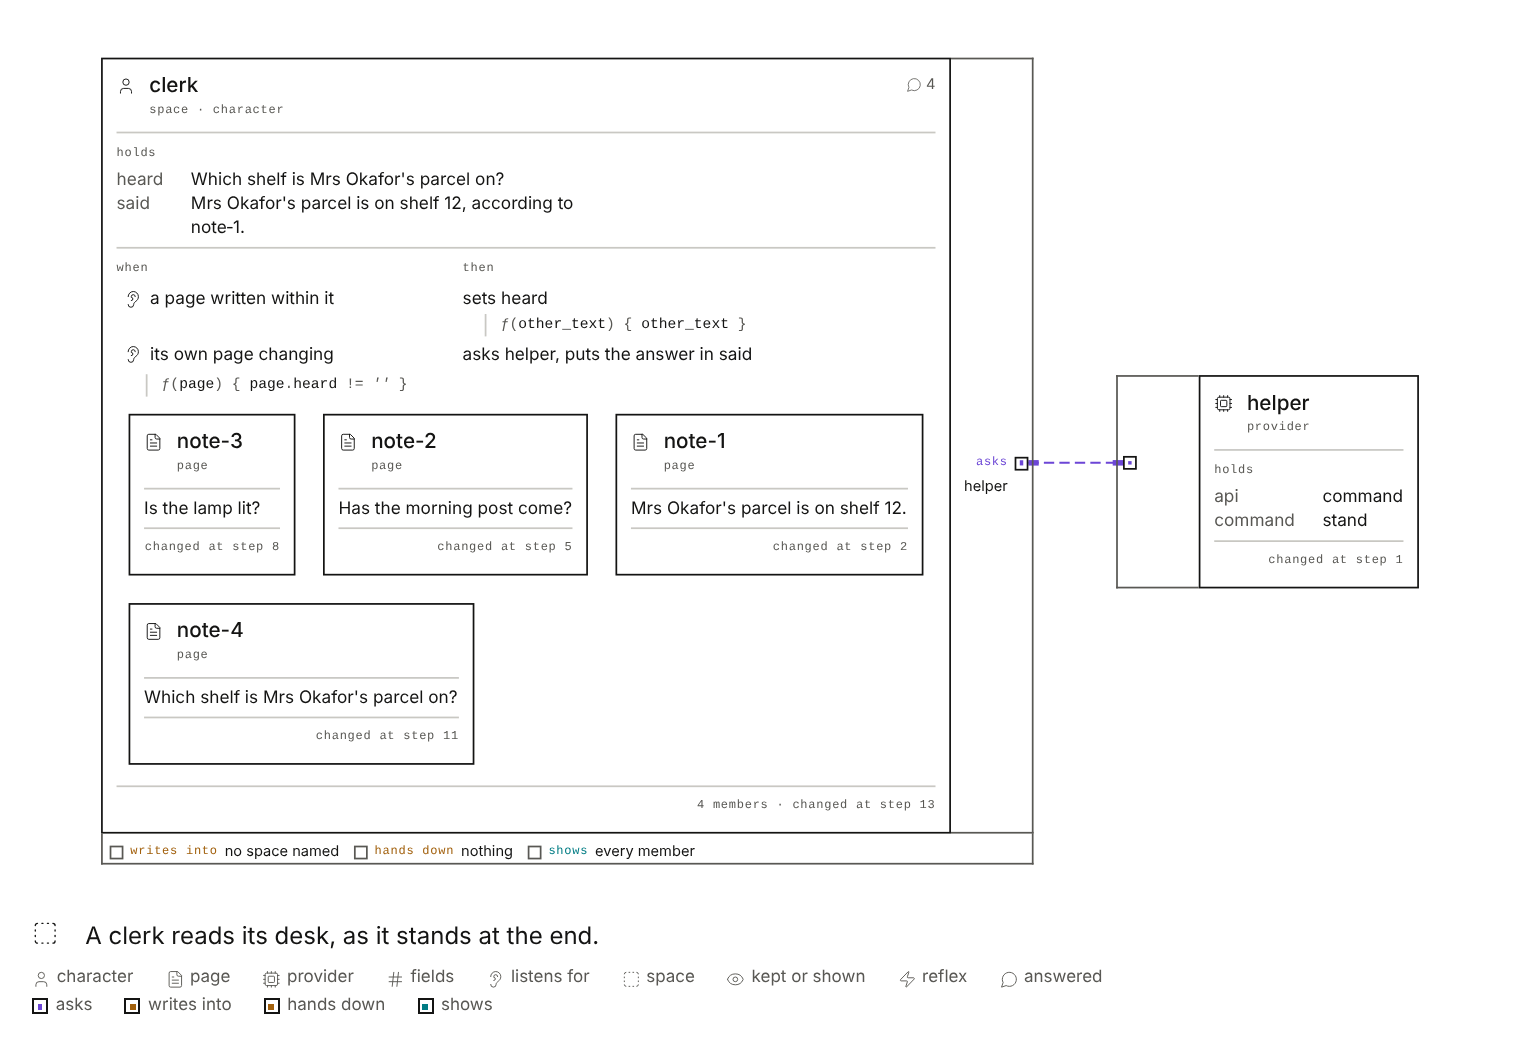 clerk
4
space · character
holds
heard Which shelf is Mrs Okafor's parcel on?
said Mrs Okafor's parcel is on shelf 12, according to
note-1.
when then
a page written within it sets heard
ƒ(other_text) { other_text }
its own page changing asks helper, puts the answer in said
ƒ(page) { page.heard != '' }
note-3
page
Is the lamp lit?
changed at step 8
note-2
page
Has the morning post come?
changed at step 5
note-1
page
Mrs Okafor's parcel is on shelf 12.
changed at step 2
note-4
page
Which shelf is Mrs Okafor's parcel on?
changed at step 11
4 members · changed at step 13
writes into no space named hands down nothing shows every member
asks
helper
helper
provider
holds
api command
command stand
changed at step 1
A clerk reads its desk, as it stands at the end.
character page provider fields listens for space kept or shown reflex answered
asks writes into hands down shows